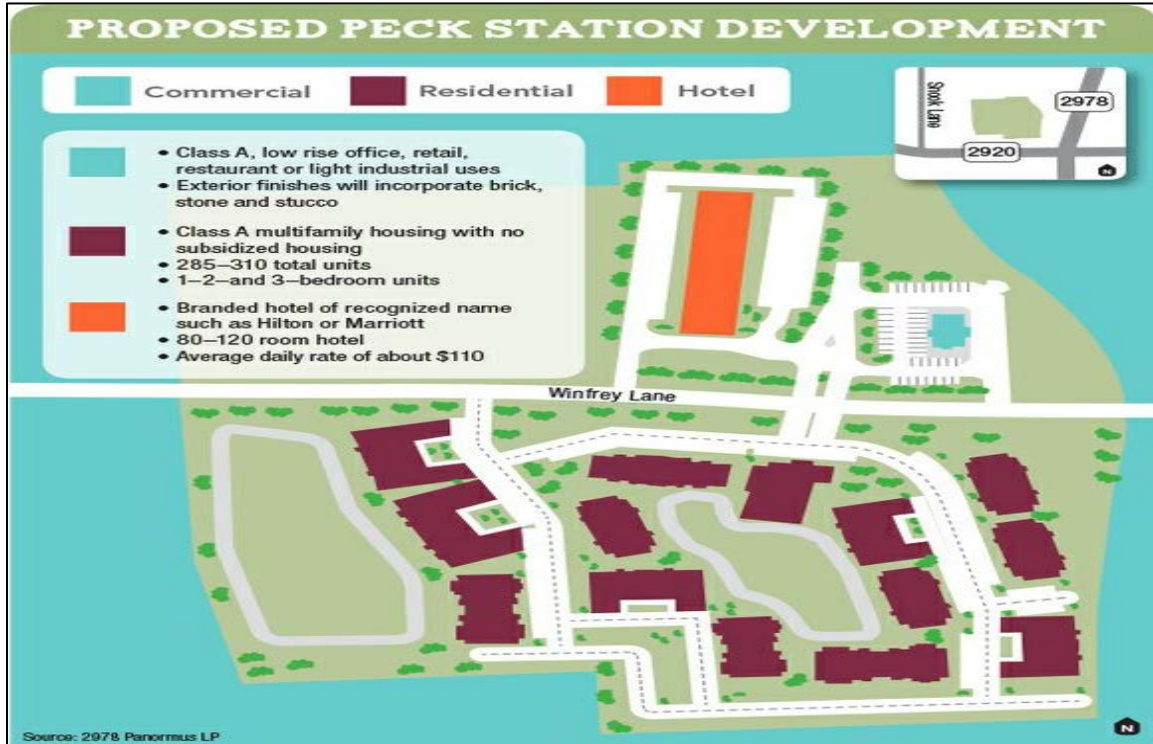 PROPOSED PECK STATION DEVELOPMENT
Commercial Residential Hotel
Snook Lane
2978
2920
N
• Class A, low rise office, retail,
restaurant or light industrial uses
• Exterior finishes will incorporate brick,
stone and stucco
• Class A multifamily housing with no
subsidized housing
• 285–310 total units
• 1–2–and 3–bedroom units
• Branded hotel of recognized name
such as Hilton or Marriott
• 80–120 room hotel
• Average daily rate of about $110
Winfrey Lane
Source: 2978 Panormus LP
N